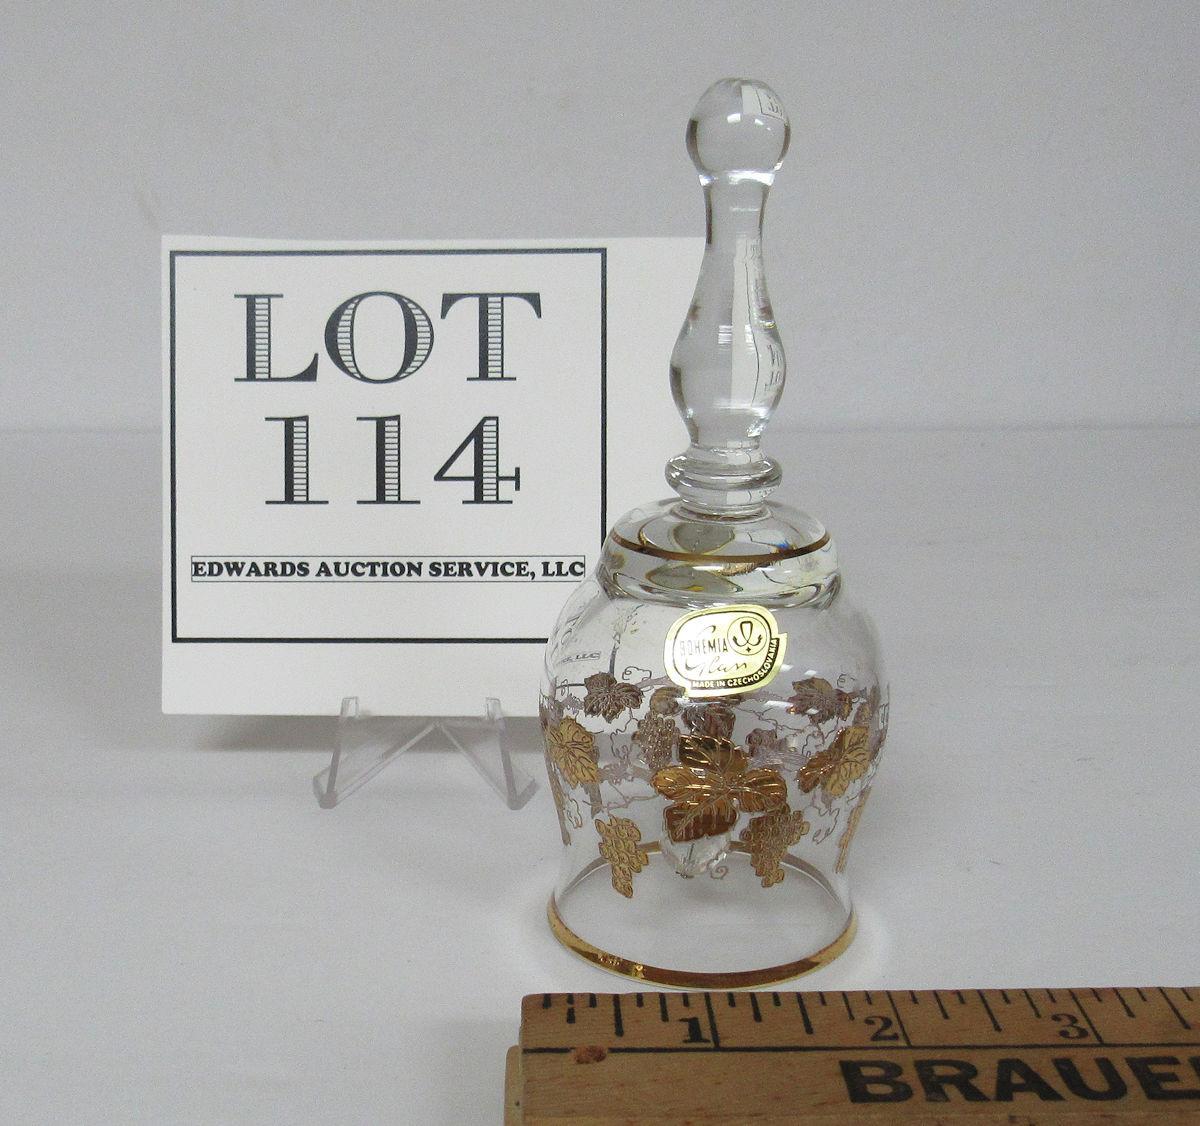 LOT
114
EDWARDS AUCTION SERVICE, LLC
BOHEMIA
Glass
MADE IN CZECHOSLOVAKIA
1 2 3
BRAUE